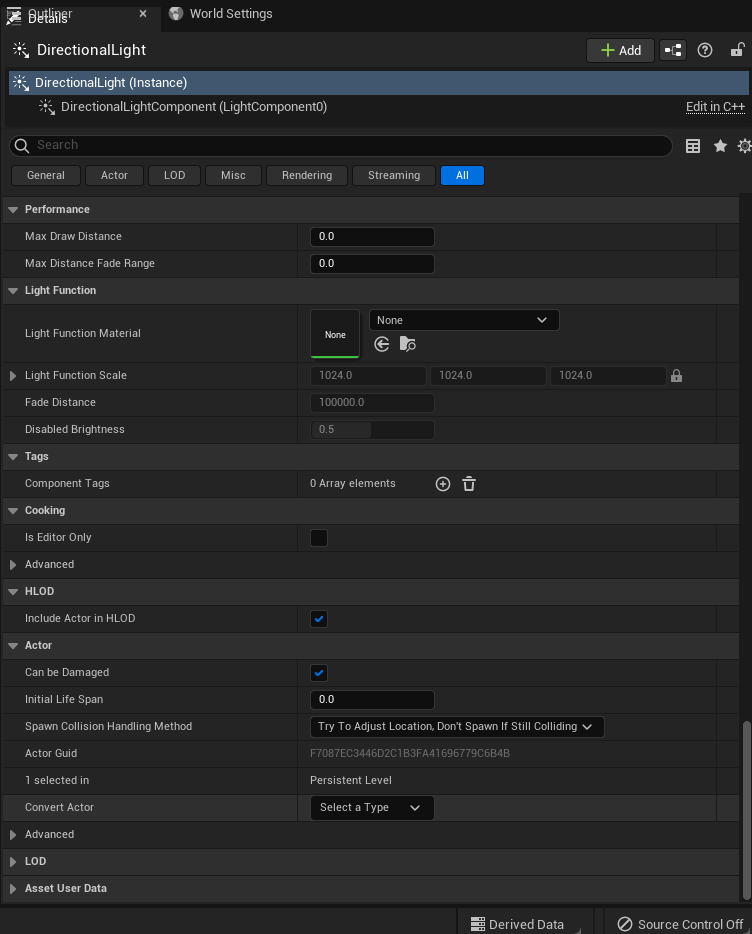 Outliner
Details
World Settings
DirectionalLight
Add
DirectionalLight (Instance)
DirectionalLightComponent (LightComponent0)
Edit in C++
Search
General
Actor
LOD
Misc
Rendering
Streaming
All
Performance
Max Draw Distance
0.0
Max Distance Fade Range
0.0
Light Function
Light Function Material
None
None
Light Function Scale
1024.0
1024.0
1024.0
Fade Distance
100000.0
Disabled Brightness
0.5
Tags
Component Tags
0 Array elements
Cooking
Is Editor Only
Advanced
HLOD
Include Actor in HLOD
Actor
Can be Damaged
Initial Life Span
0.0
Spawn Collision Handling Method
Try To Adjust Location, Don't Spawn If Still Colliding
Actor Guid
F7087EC3446D2C1B3FA41696779C6B4B
1 selected in
Persistent Level
Convert Actor
Select a Type
Advanced
LOD
Asset User Data
Derived Data
Source Control Off